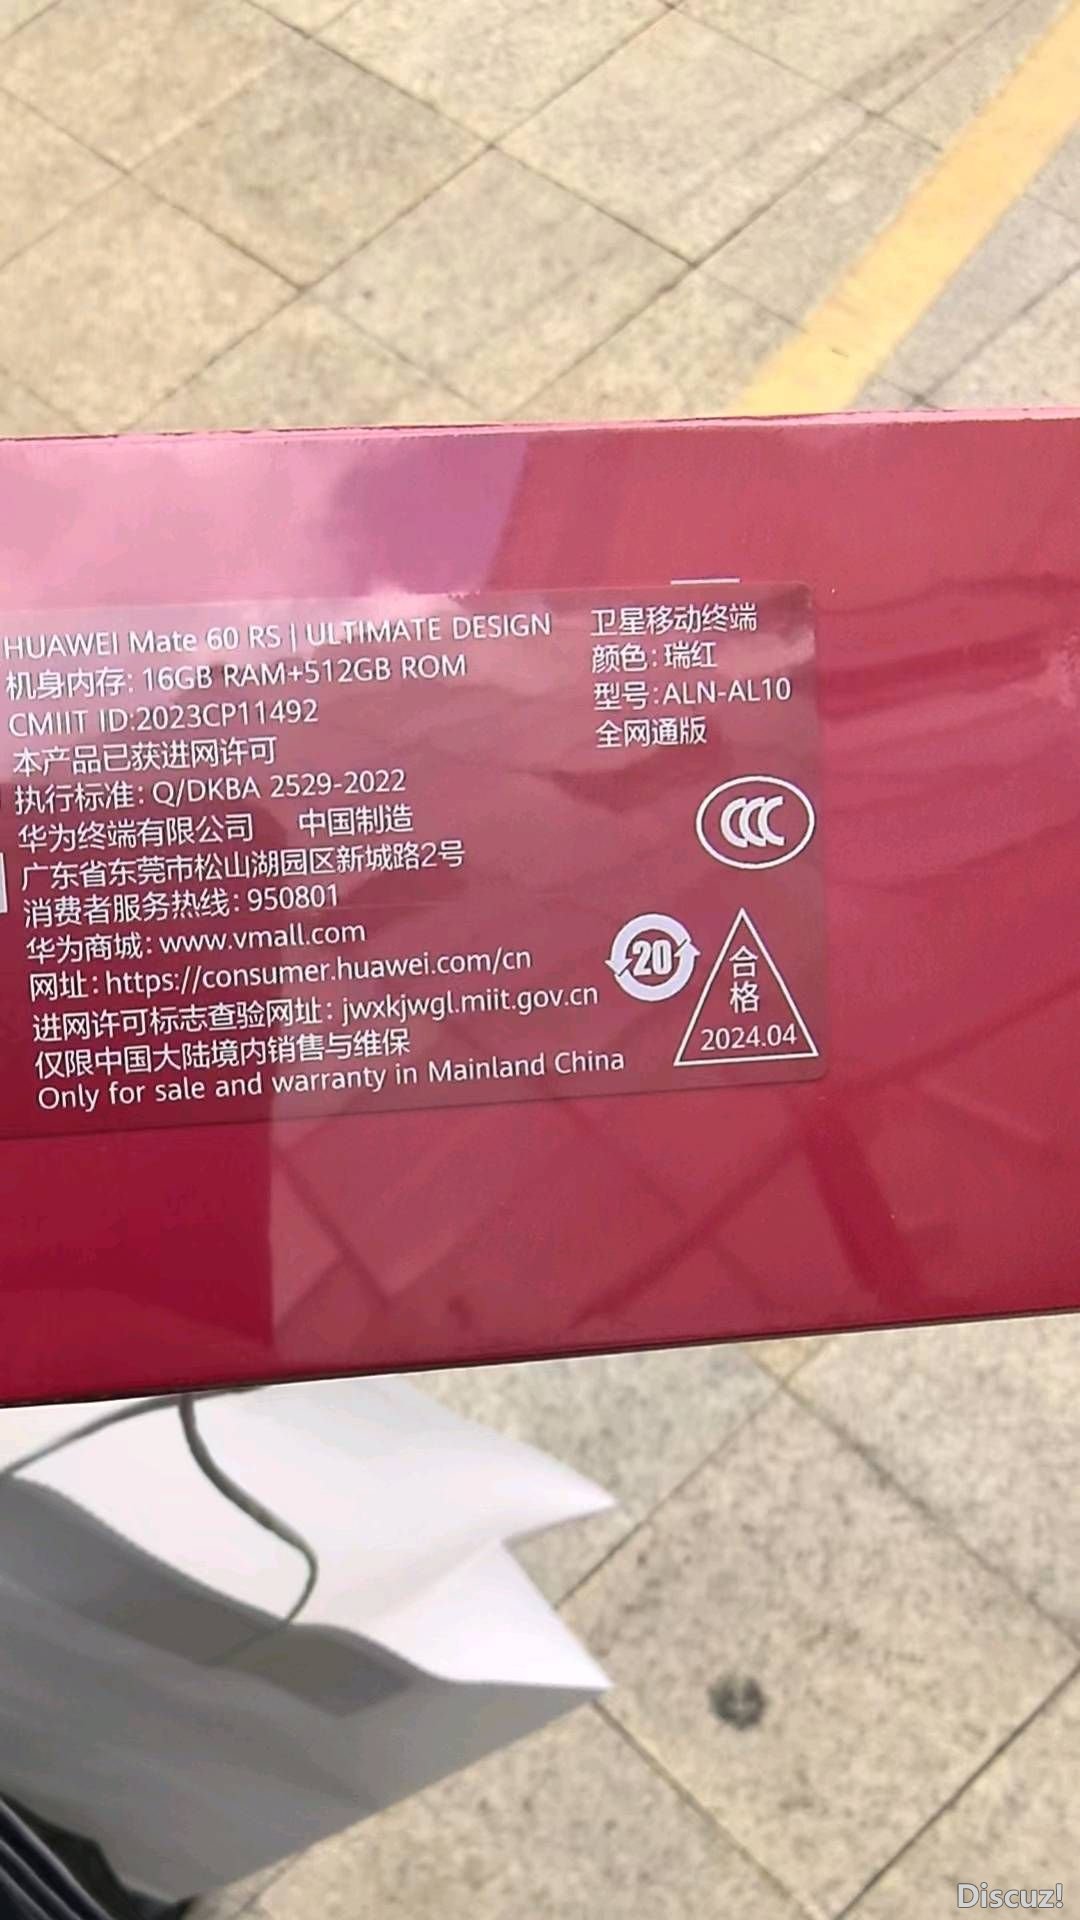 HUAWEI Mate 60 RS | ULTIMATE DESIGN
机身内存: 16GB RAM+512GB ROM
CMIIT ID:2023CP11492
本产品已获进网许可
执行标准: Q/DKBA 2529-2022
华为终端有限公司 中国制造
广东省东莞市松山湖园区新城路2号
消费者服务热线: 950801
华为商城: www.vmall.com
网址: https://consumer.huawei.com/cn
进网许可标志查验网址: jwxkjwgl.miit.gov.cn
仅限中国大陆境内销售与维保
Only for sale and warranty in Mainland China
卫星移动终端
颜色: 瑞红
型号:ALN-AL10
全网通版
CCC
20
合
格
2024.04
Discuz!